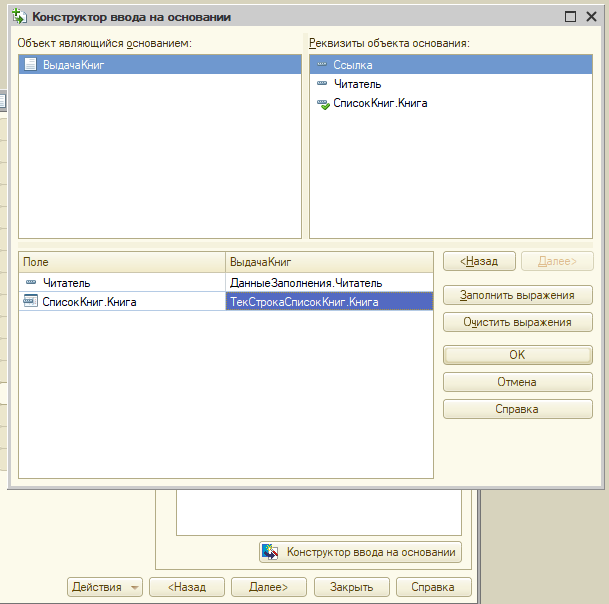 Конструктор ввода на основании
Объект являющийся основанием:
Реквизиты объекта основания:
ВыдачаКниг
Ссылка
Читатель
СписокКниг.Книга
Поле
ВыдачаКниг
Читатель
ДанныеЗаполнения.Читатель
СписокКниг.Книга
ТекСтрокаСписокКниг.Книга
<Назад
Далее>
Заполнить выражения
Очистить выражения
OK
Отмена
Справка
Конструктор ввода на основании
Действия
<Назад
Далее>
Закрыть
Справка